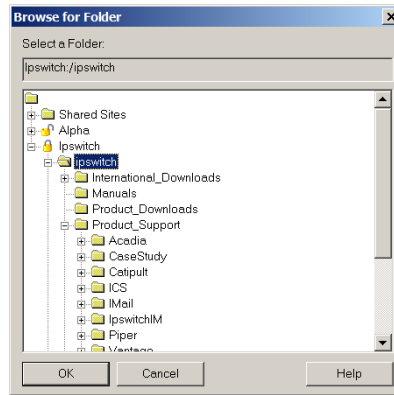 Browse for Folder
Select a Folder:
Ipswitch:/ipswitch
Shared Sites
Alpha
Ipswitch
ipswitch
International_Downloads
Manuals
Product_Downloads
Product_Support
Acadia
CaseStudy
Catipult
ICS
IMail
IpswitchIM
Piper
Vantage
OK Cancel Help